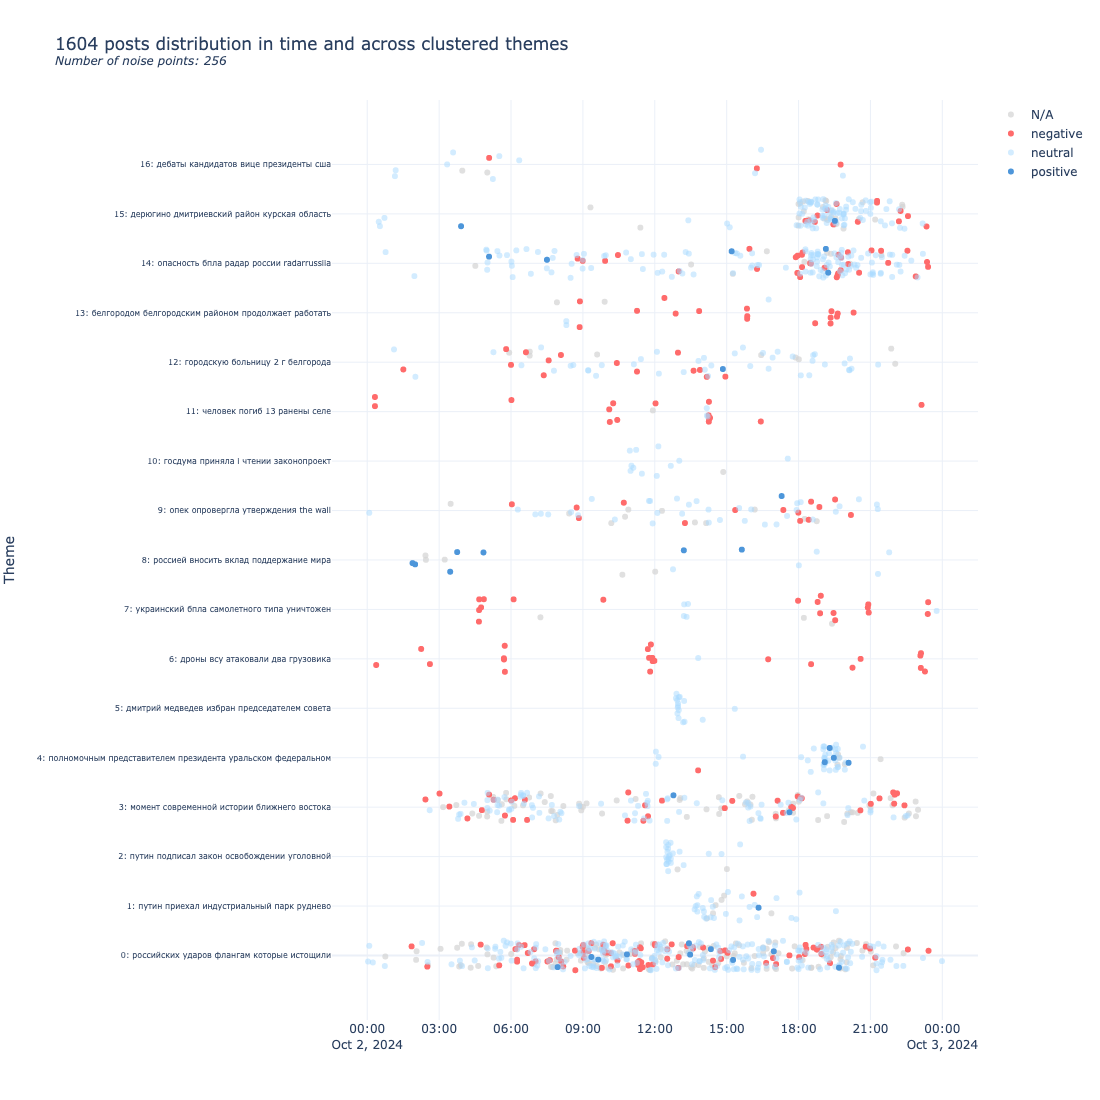 1604 posts distribution in time and across clustered themes
Number of noise points: 256
N/A
negative
neutral
positive
Theme
16: дебаты кандидатов вице президенты сша
15: дерюгино дмитриевский район курская область
14: опасность бпла радар россии radarrussiia
13: белгородом белгородским районом продолжает работать
12: городскую больницу 2 г белгорода
11: человек погиб 13 ранены селе
10: госдума приняла i чтении законопроект
9: опек опровергла утверждения the wall
8: россией вносить вклад поддержание мира
7: украинский бпла самолетного типа уничтожен
6: дроны всу атаковали два грузовика
5: дмитрий медведев избран председателем совета
4: полномочным представителем президента уральском федеральном
3: момент современной истории ближнего востока
2: путин подписал закон освобождении уголовной
1: путин приехал индустриальный парк руднево
0: российских ударов флангам которые истощили
00:00 03:00 06:00 09:00 12:00 15:00 18:00 21:00 00:00
Oct 2, 2024 Oct 3, 2024